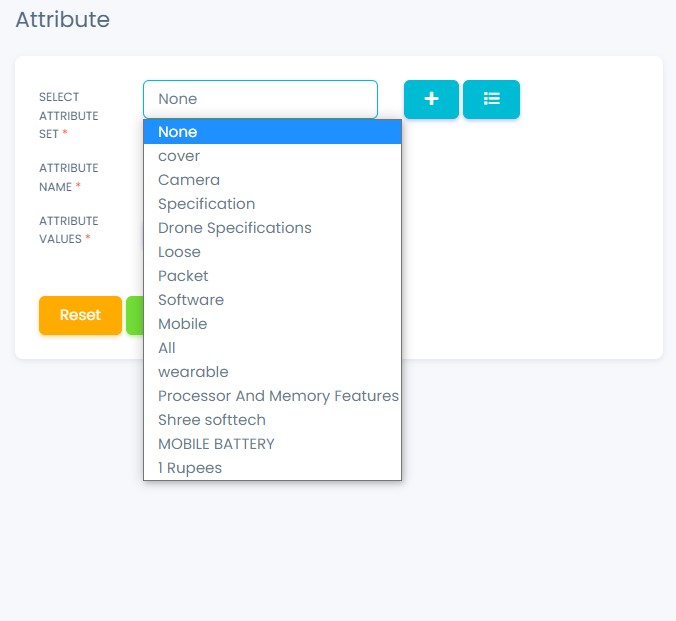 Attribute
SELECT
ATTRIBUTE
SET *
None
None
cover
Camera
Specification
Drone Specifications
Loose
Packet
Software
Mobile
All
wearable
Processor And Memory Features
Shree softtech
MOBILE BATTERY
1 Rupees
ATTRIBUTE
NAME *
ATTRIBUTE
VALUES *
Reset